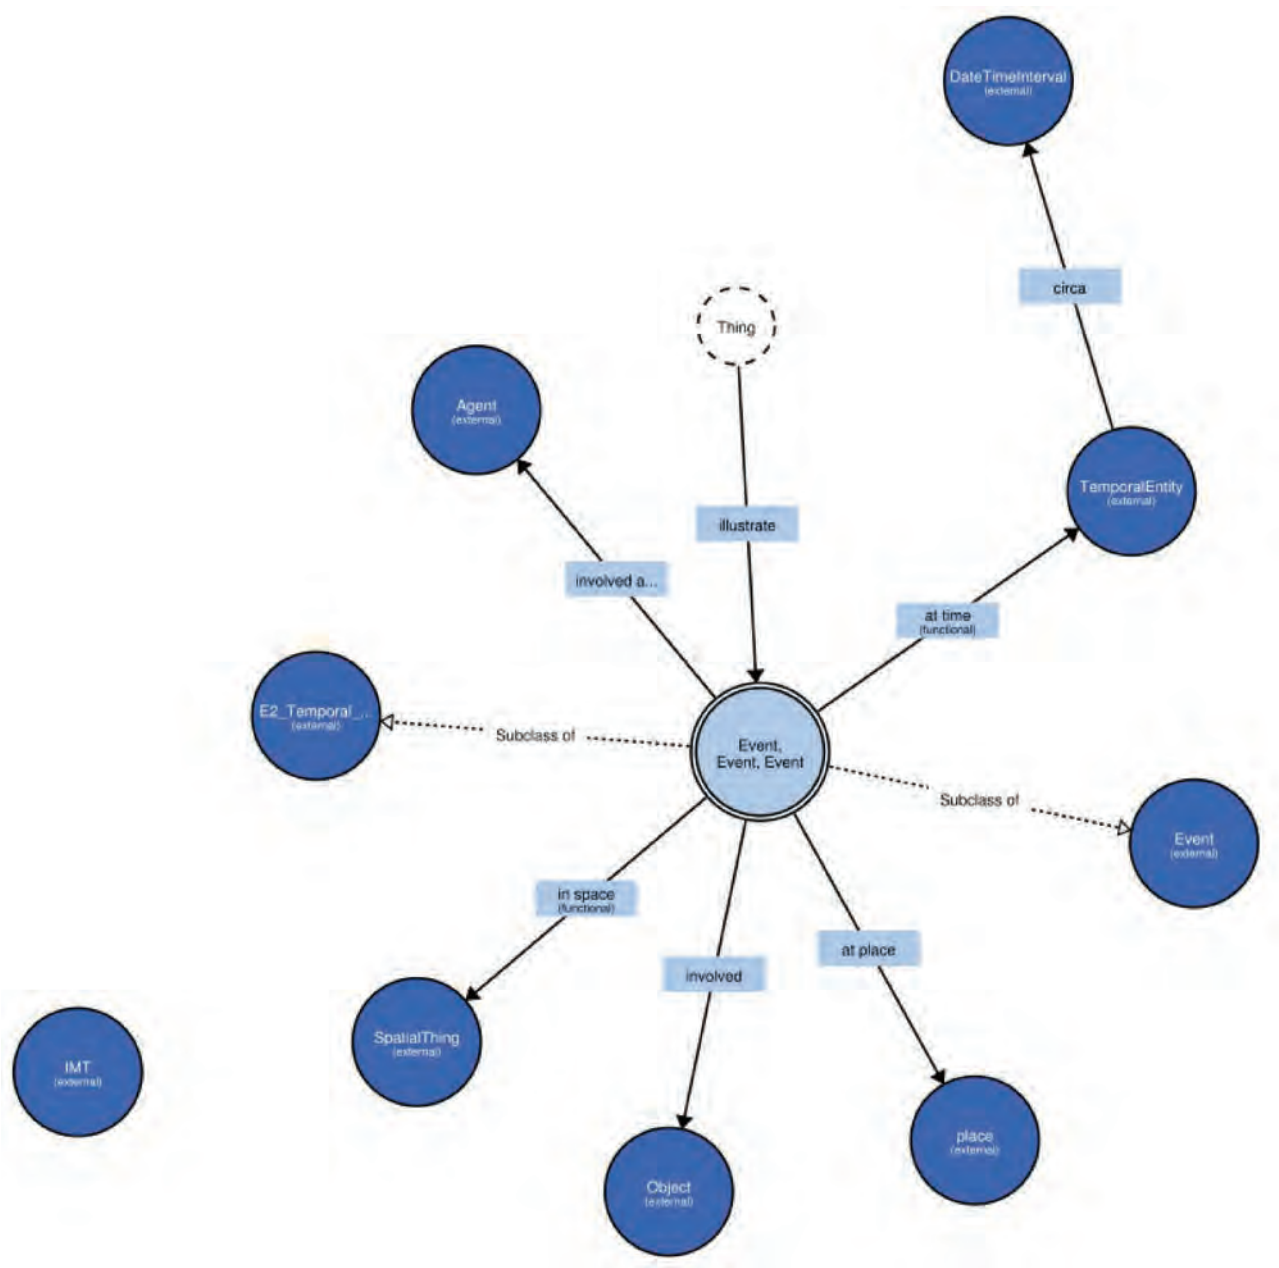 DateTimeInterval
(external)
circa
Thing
Agent
(external)
TemporalEntity
(external)
illustrate
involved a...
at time
(functional)
E2_Temporal_...
(external)
Subclass of
Event,
Event, Event
Subclass of
Event
(external)
in space
(functional)
at place
involved
SpatialThing
(external)
IMT
(external)
place
(external)
Object
(external)